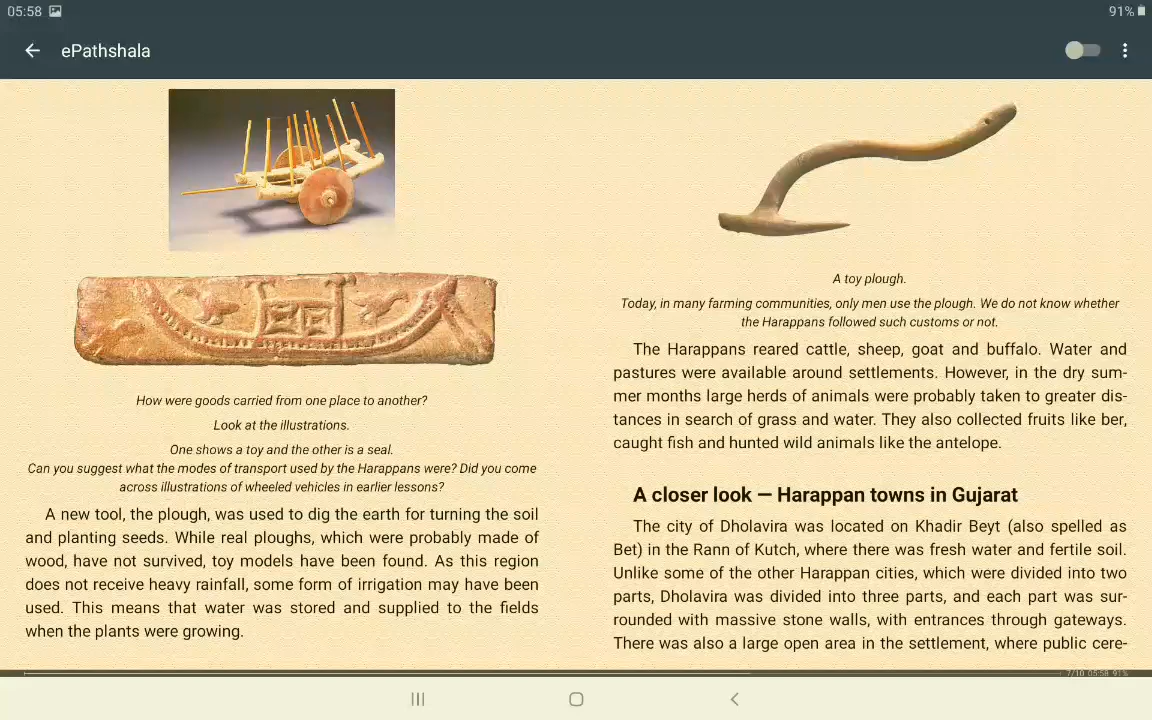 05:58
91%
ePathshala
How were goods carried from one place to another?
Look at the illustrations.
One shows a toy and the other is a seal.
Can you suggest what the modes of transport used by the Harappans were? Did you come
across illustrations of wheeled vehicles in earlier lessons?
A new tool, the plough, was used to dig the earth for turning the soil
and planting seeds. While real ploughs, which were probably made of
wood, have not survived, toy models have been found. As this region
does not receive heavy rainfall, some form of irrigation may have been
used. This means that water was stored and supplied to the fields
when the plants were growing.
A toy plough.
Today, in many farming communities, only men use the plough. We do not know whether
the Harappans followed such customs or not.
The Harappans reared cattle, sheep, goat and buffalo. Water and
pastures were available around settlements. However, in the dry sum-
mer months large herds of animals were probably taken to greater dis-
tances in search of grass and water. They also collected fruits like ber,
caught fish and hunted wild animals like the antelope.
A closer look — Harappan towns in Gujarat
The city of Dholavira was located on Khadir Beyt (also spelled as
Bet) in the Rann of Kutch, where there was fresh water and fertile soil.
Unlike some of the other Harappan cities, which were divided into two
parts, Dholavira was divided into three parts, and each part was sur-
rounded with massive stone walls, with entrances through gateways.
There was also a large open area in the settlement, where public cere-
7/10 05:58 91%